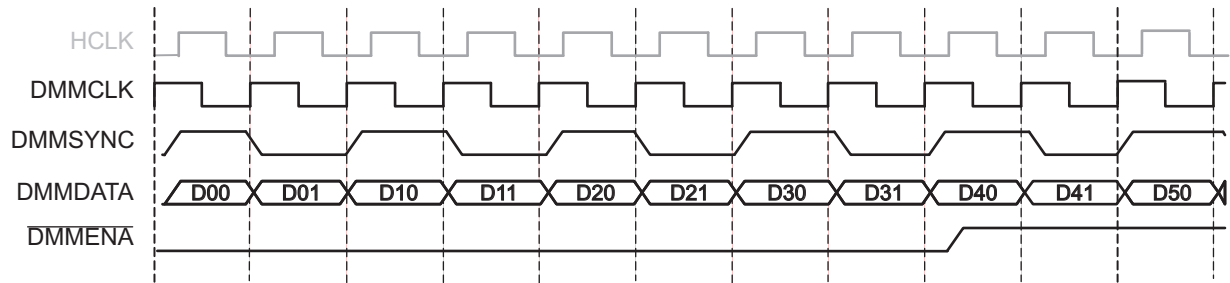 HCLK
DMMCLK
DMMSYNC
DMMDATA D00 D01 D10 D11 D20 D21 D30 D31 D40 D41 D50
DMMENA